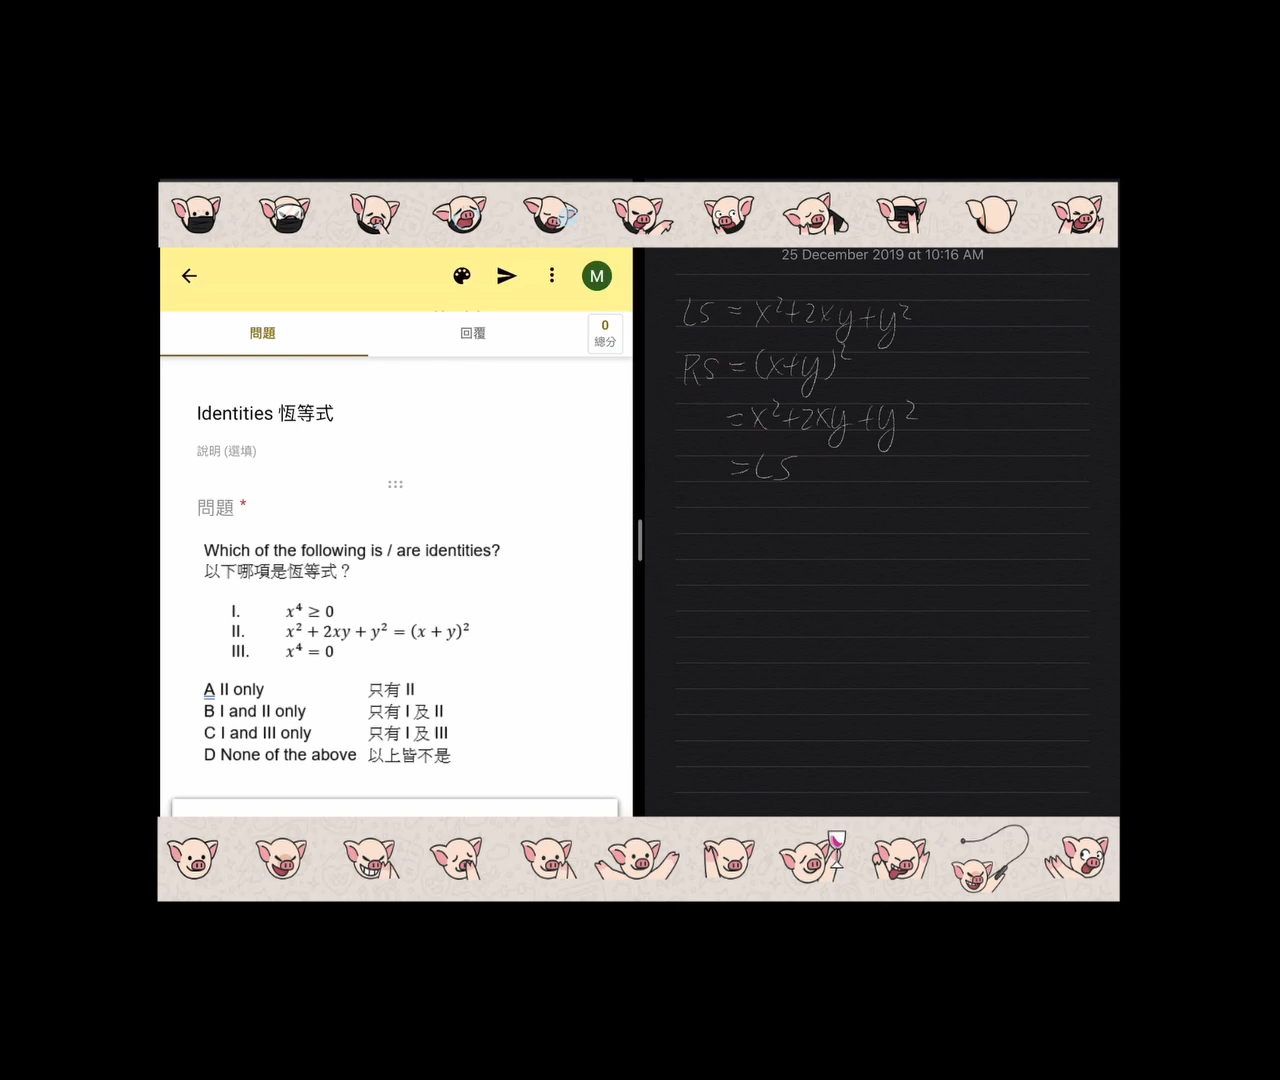 M
問題 回覆 0 總分
Identities 恆等式
說明 (選填)
問題 *
Which of the following is / are identities?
以下哪項是恆等式？
I. x⁴ ≥ 0
II. x² + 2xy + y² = (x + y)²
III. x⁴ = 0
A II only 只有 II
B I and II only 只有 I 及 II
C I and III only 只有 I 及 III
D None of the above 以上皆不是
25 December 2019 at 10:16 AM
LS = x²+2xy+y²
RS = (x+y)²
= x²+2xy+y²
= LS